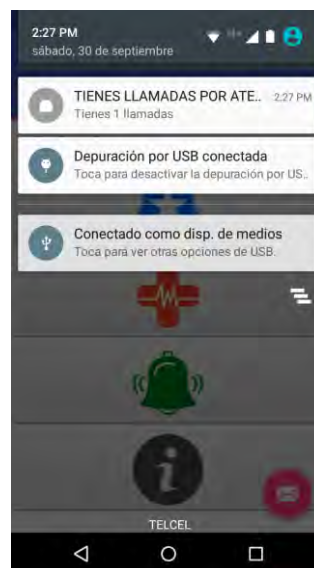 2:27 PM
sábado, 30 de septiembre
TIENES LLAMADAS POR ATE.. 2:27 PM
Tienes 1 llamadas
Depuración por USB conectada
Toca para desactivar la depuración por US..
Conectado como disp. de medios
Toca para ver otras opciones de USB.
TELCEL